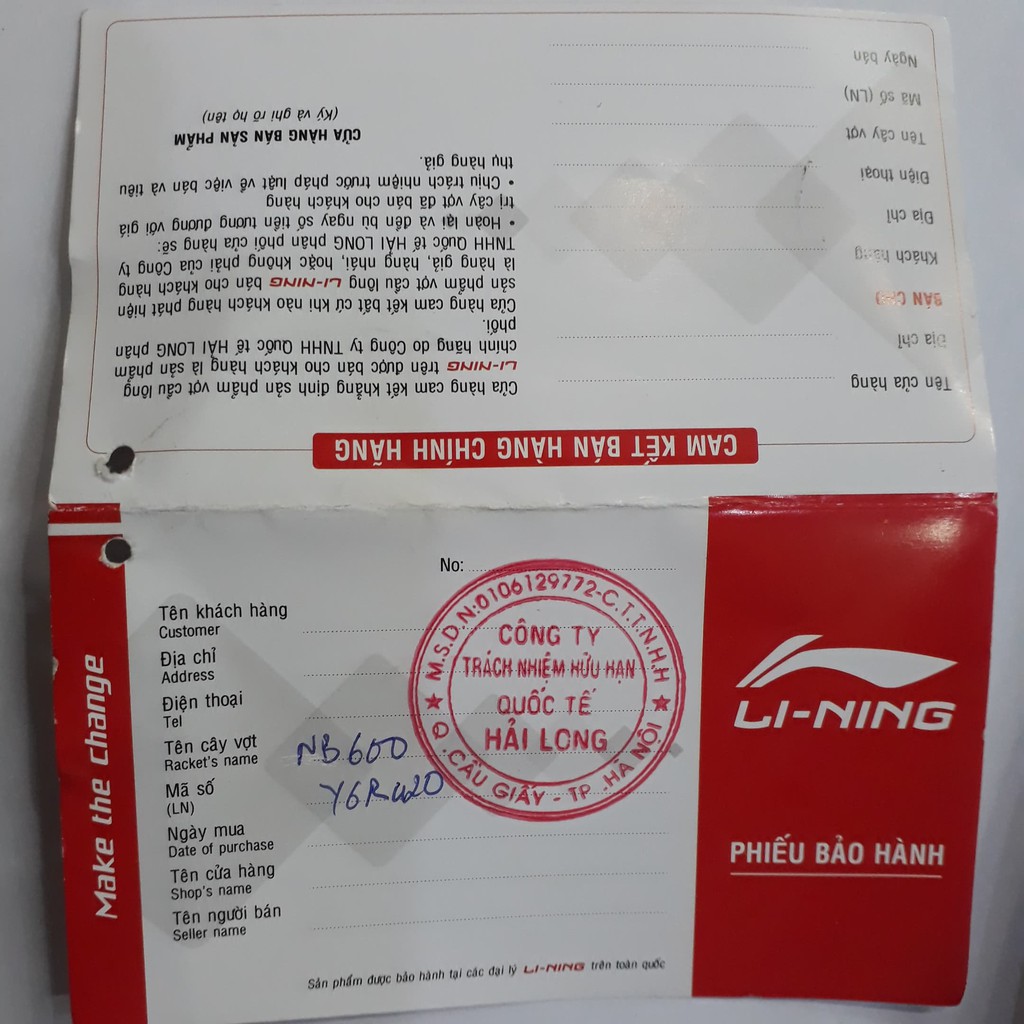 CAM KẾT BÁN HÀNG CHÍNH HÃNG
Tên cửa hàng
Địa chỉ
BÁN CHO
Khách hàng
Địa chỉ
Điện thoại
Tên cây vợt
Mã số (LN)
Ngày bán
Cửa hàng cam kết khẳng định sản phẩm vợt cầu lông
LI-NING trên được bán cho khách hàng là sản phẩm
chính hãng do Công ty TNHH Quốc tế HẢI LONG phân
phối.
Cửa hàng cam kết bất cứ khi nào khách hàng phát hiện
sản phẩm vợt cầu lông LI-NING bán cho khách hàng
là hàng giả, hàng nhái, hoặc không phải của Công ty
TNHH Quốc tế HẢI LONG phân phối cửa hàng sẽ:
• Hoàn lại và đền bù ngay số tiền tương đương với giá
trị cây vợt đã bán cho khách hàng
• Chịu trách nhiệm trước pháp luật về việc bán và tiêu
thụ hàng giả.
CỬA HÀNG BÁN SẢN PHẨM
(Ký và ghi rõ họ tên)
Make the change
No:
Tên khách hàng
Customer
Địa chỉ
Address
Điện thoại
Tel
Tên cây vợt NB600
Racket's name
Mã số Y6R420
(LN)
Ngày mua
Date of purchase
Tên cửa hàng
Shop's name
Tên người bán
Seller name
M.S.D.N:0106129772-C.T.T.N.H.H
CÔNG TY
TRÁCH NHIỆM HỮU HẠN
QUỐC TẾ
HẢI LONG
Q.CẦU GIẤY - TP.HÀ NỘI
Sản phẩm được bảo hành tại các đại lý LI-NING trên toàn quốc
LI-NING
PHIẾU BẢO HÀNH